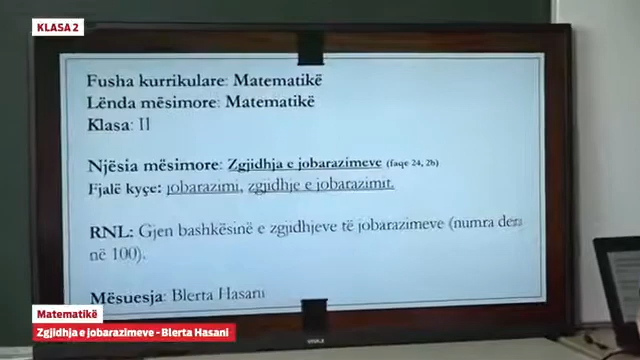 KLASA 2
Fusha kurrikulare: Matematikë
Lënda mësimore: Matematikë
Klasa: II
Njësia mësimore: Zgjidhja e jobarazimeve (faqe 24, 2b)
Fjalë kyçe: jobarazimi, zgjidhje e jobarazimit.
RNL: Gjen bashkësinë e zgjidhjeve të jobarazimeve (numra deri
në 100).
Mësuesja: Blerta Hasani
Matematikë
Zgjidhja e jobarazimeve - Blerta Hasani